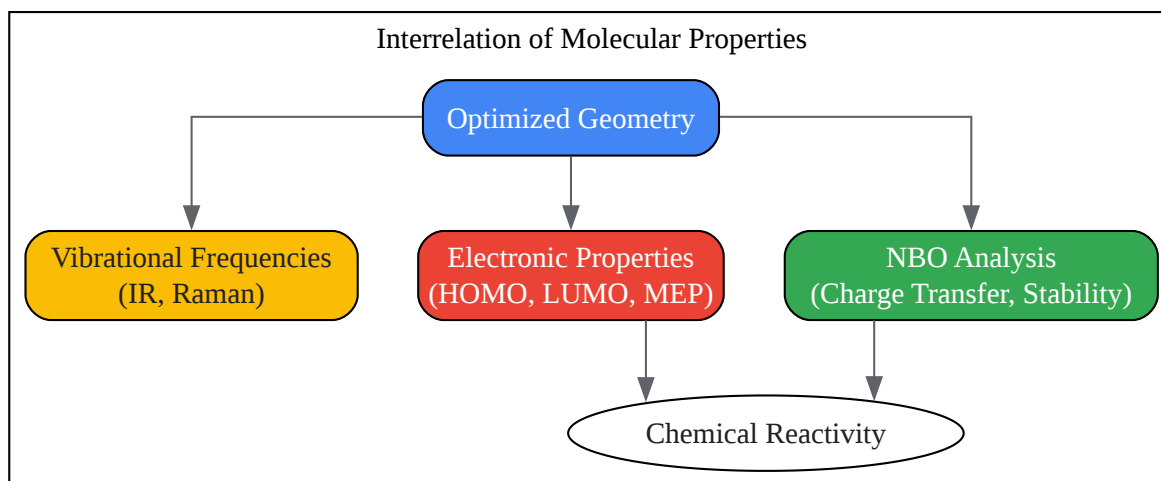 Interrelation of Molecular Properties
Optimized Geometry
Vibrational Frequencies
(IR, Raman)
Electronic Properties
(HOMO, LUMO, MEP)
NBO Analysis
(Charge Transfer, Stability)
Chemical Reactivity